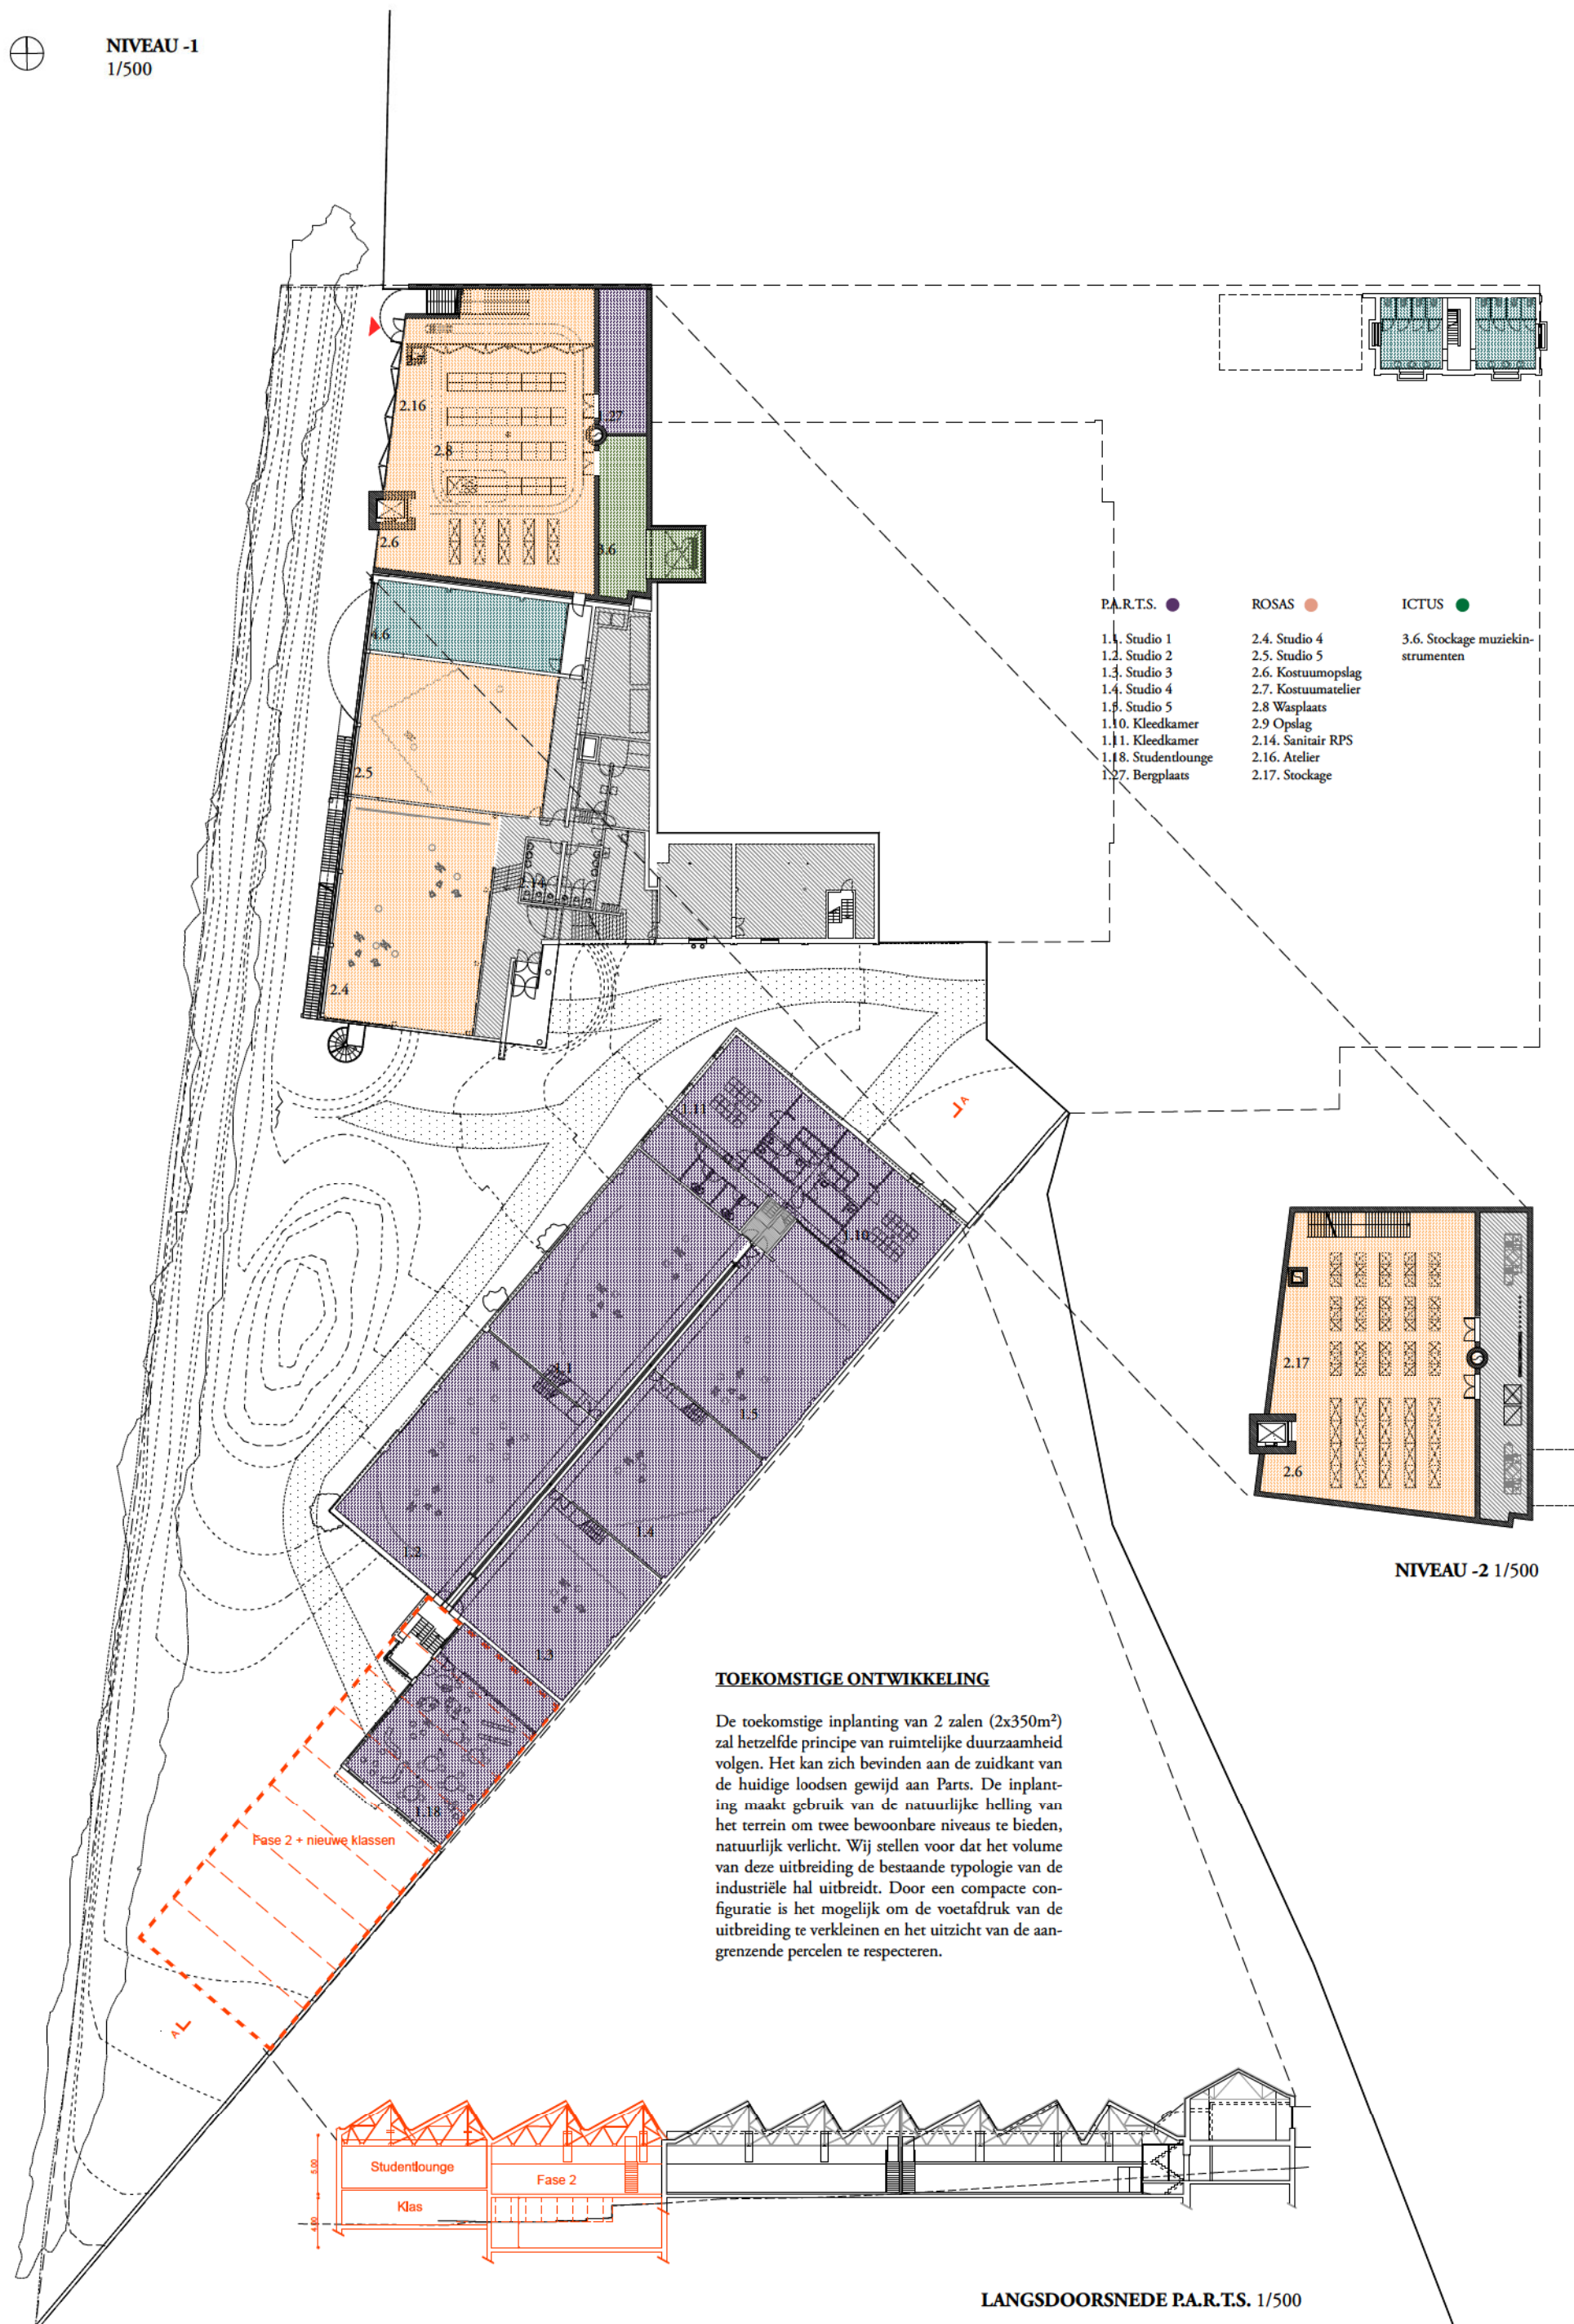 NIVEAU -1
1/500
2.7
2.16
1.27
2.8
2.6
3.6
4.6
2.5
2.14
2.4
P.A.R.T.S.
1.1. Studio 1
1.2. Studio 2
1.3. Studio 3
1.4. Studio 4
1.5. Studio 5
1.10. Kleedkamer
1.11. Kleedkamer
1.18. Studentlounge
1.27. Bergplaats
ROSAS
2.4. Studio 4
2.5. Studio 5
2.6. Kostuumopslag
2.7. Kostuumatelier
2.8 Wasplaats
2.9 Opslag
2.14. Sanitair RPS
2.16. Atelier
2.17. Stockage
ICTUS
3.6. Stockage muziekin-
strumenten
A
1.11
1.10
1.1
1.5
1.4
1.2
1.3
1.18
2.17
2.6
NIVEAU -2 1/500
TOEKOMSTIGE ONTWIKKELING
De toekomstige inplanting van 2 zalen (2x350m²)
zal hetzelfde principe van ruimtelijke duurzaamheid
volgen. Het kan zich bevinden aan de zuidkant van
de huidige loodsen gewijd aan Parts. De inplant-
ing maakt gebruik van de natuurlijke helling van
het terrein om twee bewoonbare niveaus te bieden,
natuurlijk verlicht. Wij stellen voor dat het volume
van deze uitbreiding de bestaande typologie van de
industriële hal uitbreidt. Door een compacte con-
figuratie is het mogelijk om de voetafdruk van de
uitbreiding te verkleinen en het uitzicht van de aan-
grenzende percelen te respecteren.
Fase 2 + nieuwe klassen
A
5.00
4.00
Studentlounge
Klas
Fase 2
LANGSDOORSNEDE P.A.R.T.S. 1/500